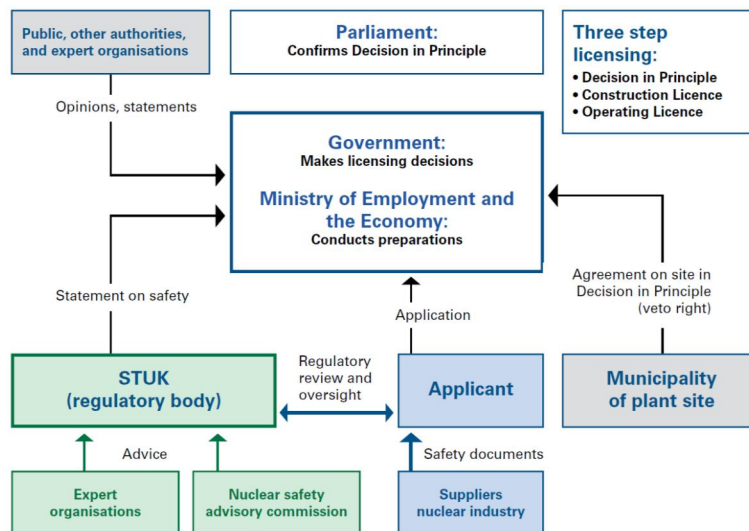 Public, other authorities,
and expert organisations
Parliament:
Confirms Decision in Principle
Three step
licensing:
• Decision in Principle
• Construction Licence
• Operating Licence
Opinions, statements
Government:
Makes licensing decisions
Ministry of Employment and
the Economy:
Conducts preparations
Statement on safety
Application
Agreement on site in
Decision in Principle
(veto right)
STUK
(regulatory body)
Regulatory
review and
oversight
Applicant
Municipality
of plant site
Advice
Safety documents
Expert
organisations
Nuclear safety
advisory commission
Suppliers
nuclear industry